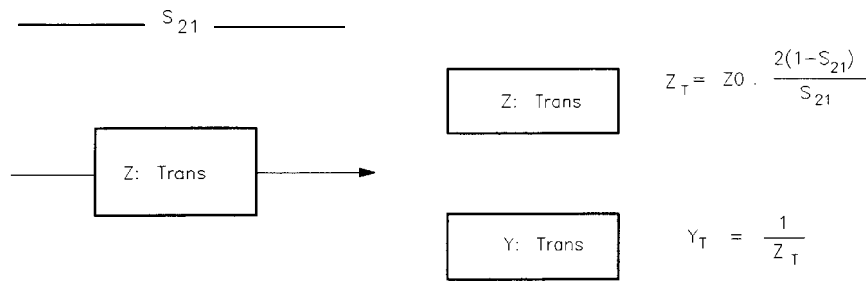 S21
Z: Trans
Z: Trans
ZT = Z0 . 2(1-S21) / S21
Y: Trans
YT = 1 / ZT